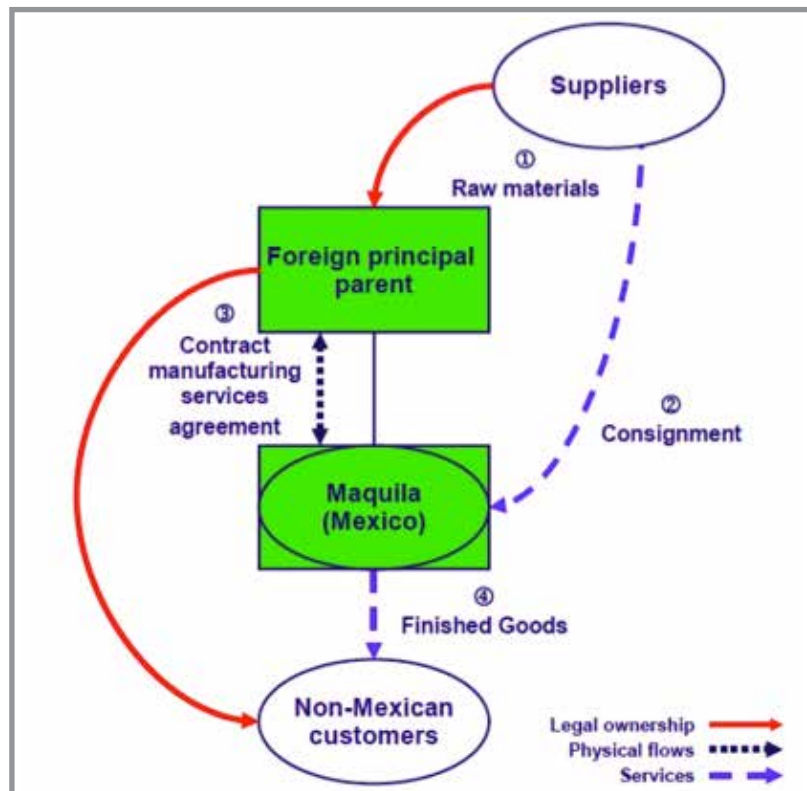 Suppliers
①
Raw materials
Foreign principal
parent
③
Contract
manufacturing
services
agreement
②
Consignment
Maquila
(Mexico)
④
Finished Goods
Non-Mexican
customers
Legal ownership
Physical flows
Services